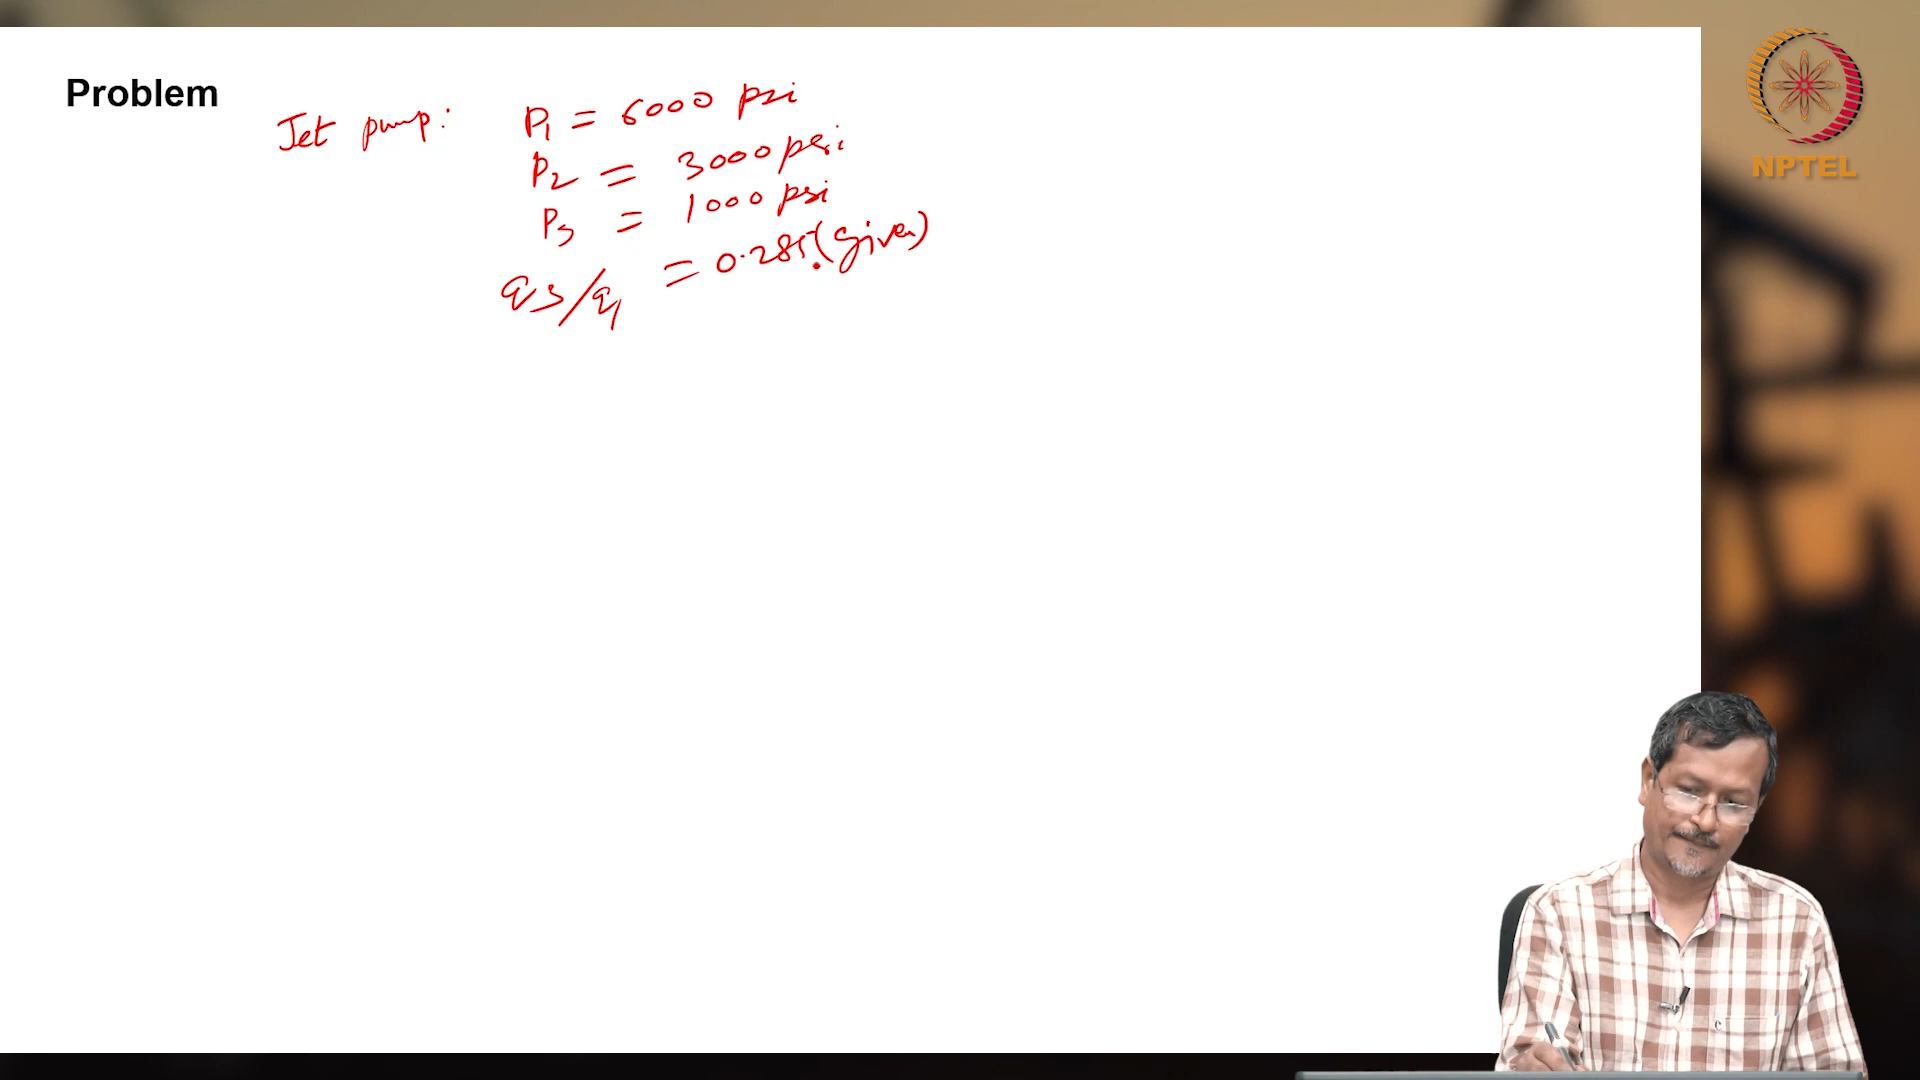 Problem
Jet pump: P1 = 6000 psi
P2 = 3000 psi
P3 = 1000 psi
q3/q1 = 0.285 (given)
NPTEL